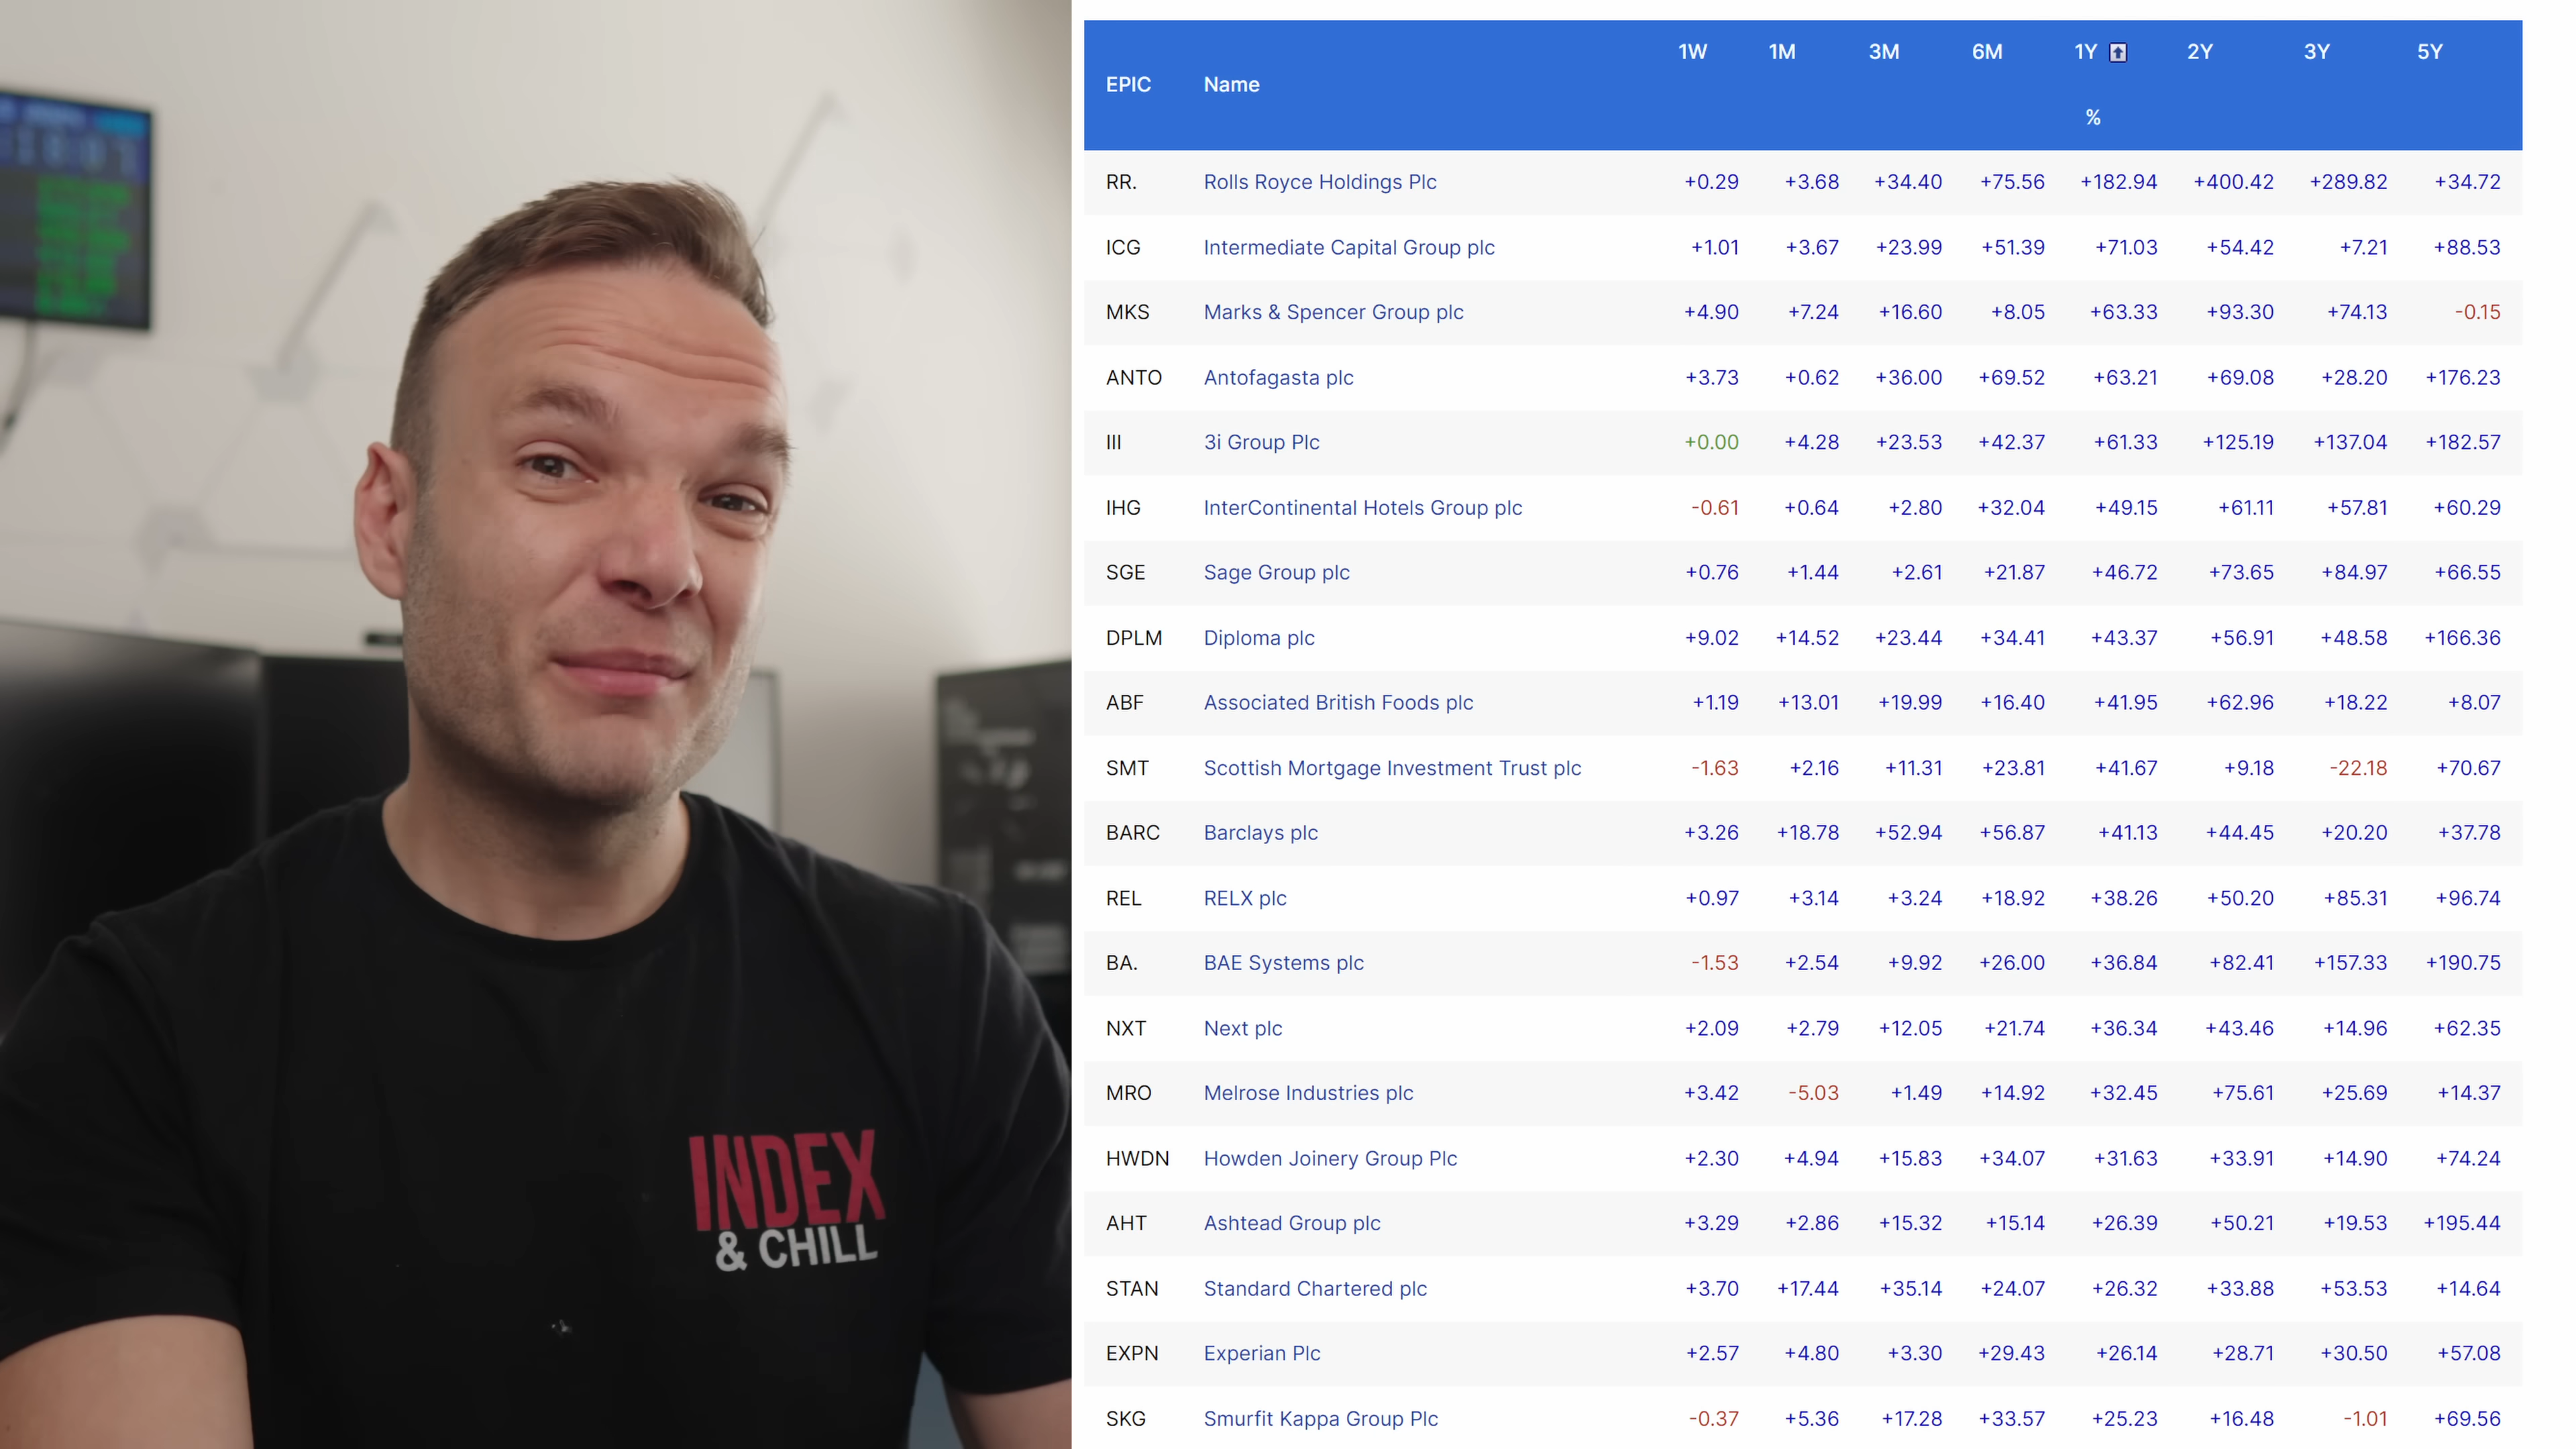 INDEX
& CHILL
EPIC Name 1W 1M 3M 6M 1Y 2Y 3Y 5Y
%
RR. Rolls Royce Holdings Plc +0.29 +3.68 +34.40 +75.56 +182.94 +400.42 +289.82 +34.72
ICG Intermediate Capital Group plc +1.01 +3.67 +23.99 +51.39 +71.03 +54.42 +7.21 +88.53
MKS Marks & Spencer Group plc +4.90 +7.24 +16.60 +8.05 +63.33 +93.30 +74.13 -0.15
ANTO Antofagasta plc +3.73 +0.62 +36.00 +69.52 +63.21 +69.08 +28.20 +176.23
III 3i Group Plc +0.00 +4.28 +23.53 +42.37 +61.33 +125.19 +137.04 +182.57
IHG InterContinental Hotels Group plc -0.61 +0.64 +2.80 +32.04 +49.15 +61.11 +57.81 +60.29
SGE Sage Group plc +0.76 +1.44 +2.61 +21.87 +46.72 +73.65 +84.97 +66.55
DPLM Diploma plc +9.02 +14.52 +23.44 +34.41 +43.37 +56.91 +48.58 +166.36
ABF Associated British Foods plc +1.19 +13.01 +19.99 +16.40 +41.95 +62.96 +18.22 +8.07
SMT Scottish Mortgage Investment Trust plc -1.63 +2.16 +11.31 +23.81 +41.67 +9.18 -22.18 +70.67
BARC Barclays plc +3.26 +18.78 +52.94 +56.87 +41.13 +44.45 +20.20 +37.78
REL RELX plc +0.97 +3.14 +3.24 +18.92 +38.26 +50.20 +85.31 +96.74
BA. BAE Systems plc -1.53 +2.54 +9.92 +26.00 +36.84 +82.41 +157.33 +190.75
NXT Next plc +2.09 +2.79 +12.05 +21.74 +36.34 +43.46 +14.96 +62.35
MRO Melrose Industries plc +3.42 -5.03 +1.49 +14.92 +32.45 +75.61 +25.69 +14.37
HWDN Howden Joinery Group Plc +2.30 +4.94 +15.83 +34.07 +31.63 +33.91 +14.90 +74.24
AHT Ashtead Group plc +3.29 +2.86 +15.32 +15.14 +26.39 +50.21 +19.53 +195.44
STAN Standard Chartered plc +3.70 +17.44 +35.14 +24.07 +26.32 +33.88 +53.53 +14.64
EXPN Experian Plc +2.57 +4.80 +3.30 +29.43 +26.14 +28.71 +30.50 +57.08
SKG Smurfit Kappa Group Plc -0.37 +5.36 +17.28 +33.57 +25.23 +16.48 -1.01 +69.56